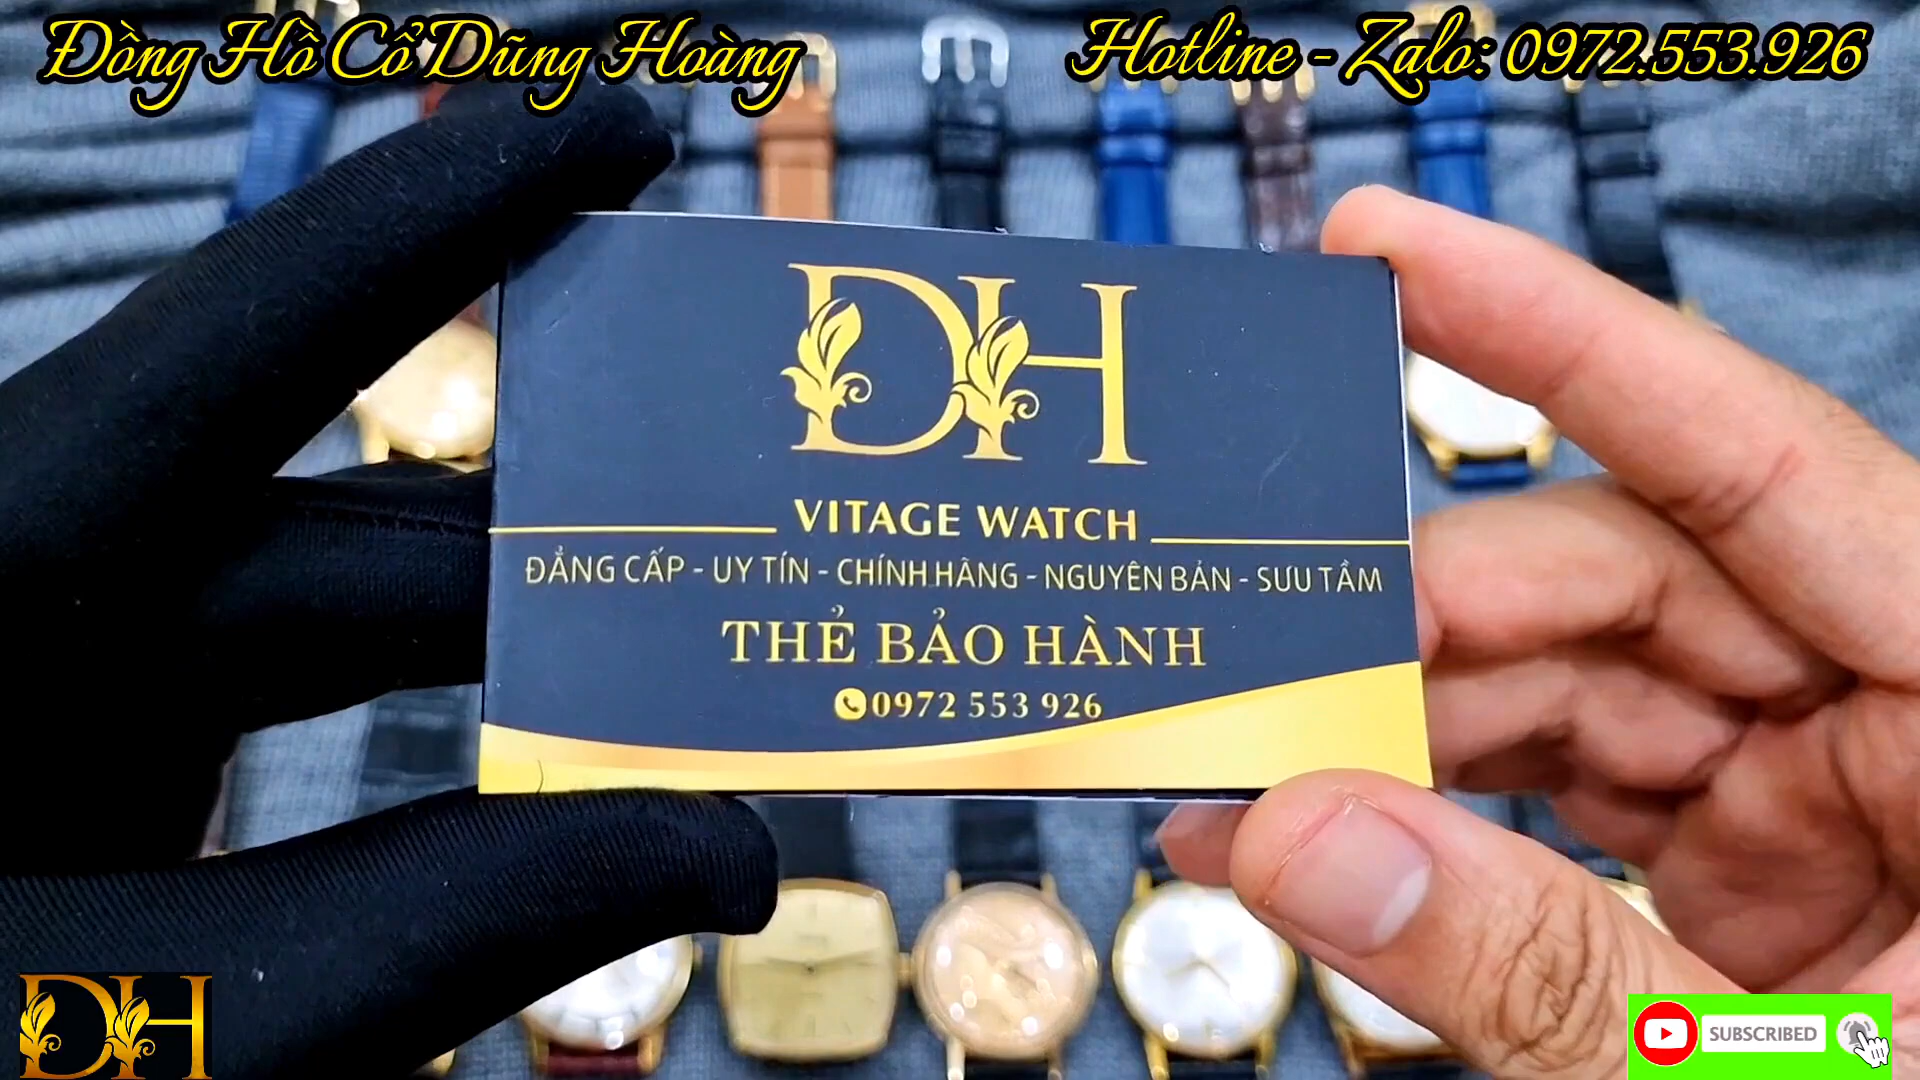 Đồng Hồ Cổ Dũng Hoàng
Hotline - Zalo: 0972.553.926
DH
VITAGE WATCH
ĐẲNG CẤP - UY TÍN - CHÍNH HÃNG - NGUYÊN BẢN - SƯU TẦM
THẺ BẢO HÀNH
0972 553 926
DH
SUBSCRIBED